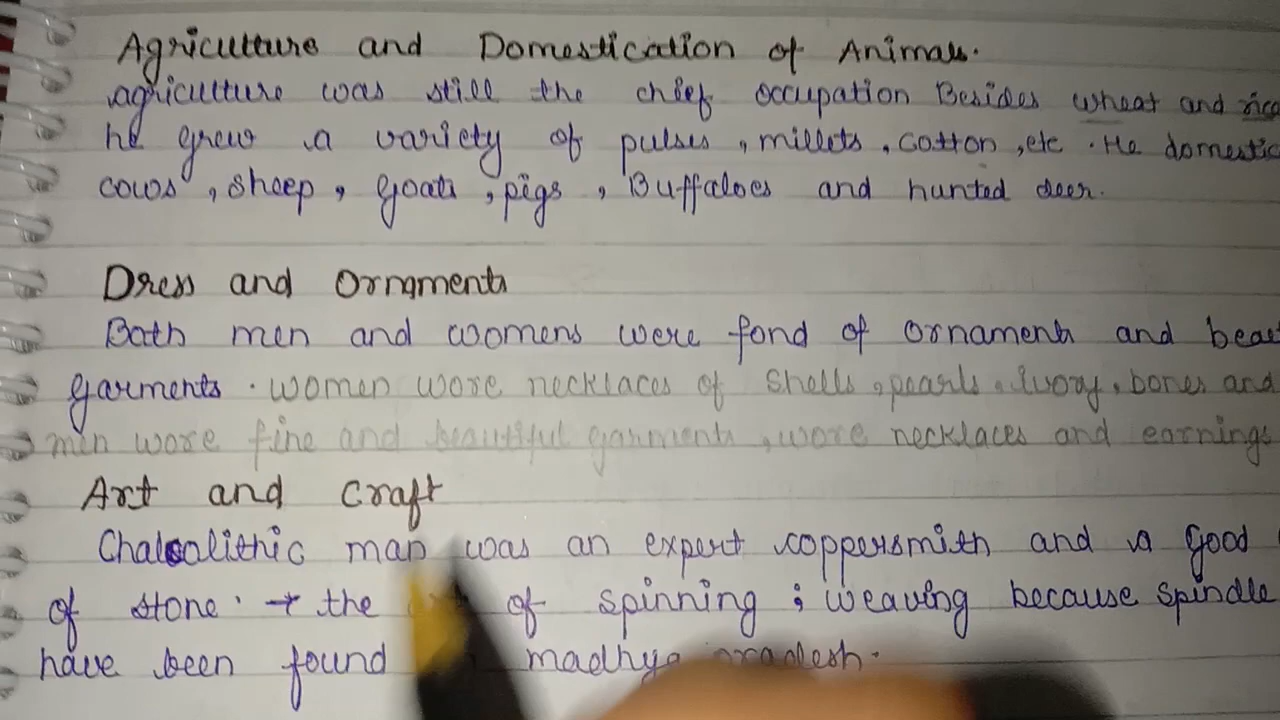 Agriculture and Domestication of Animals.
agriculture was still the chief occupation Besides wheat and rice
he grew a variety of pulses, millets, cotton, etc. He
cows, sheep, goats, pigs, Buffaloes and hunted deer.
Dress and Ornaments
Both men and womens were fond of ornaments and
garments. women wore necklaces of shells, pearls, ivory, bones and
men wore fine and beautiful garments, wore necklaces and earnings
Art and Craft
Chalcolithic man was an expert coppersmith and a good
of stone. → the of spinning & weaving because spindle
have been found madhya pradesh.